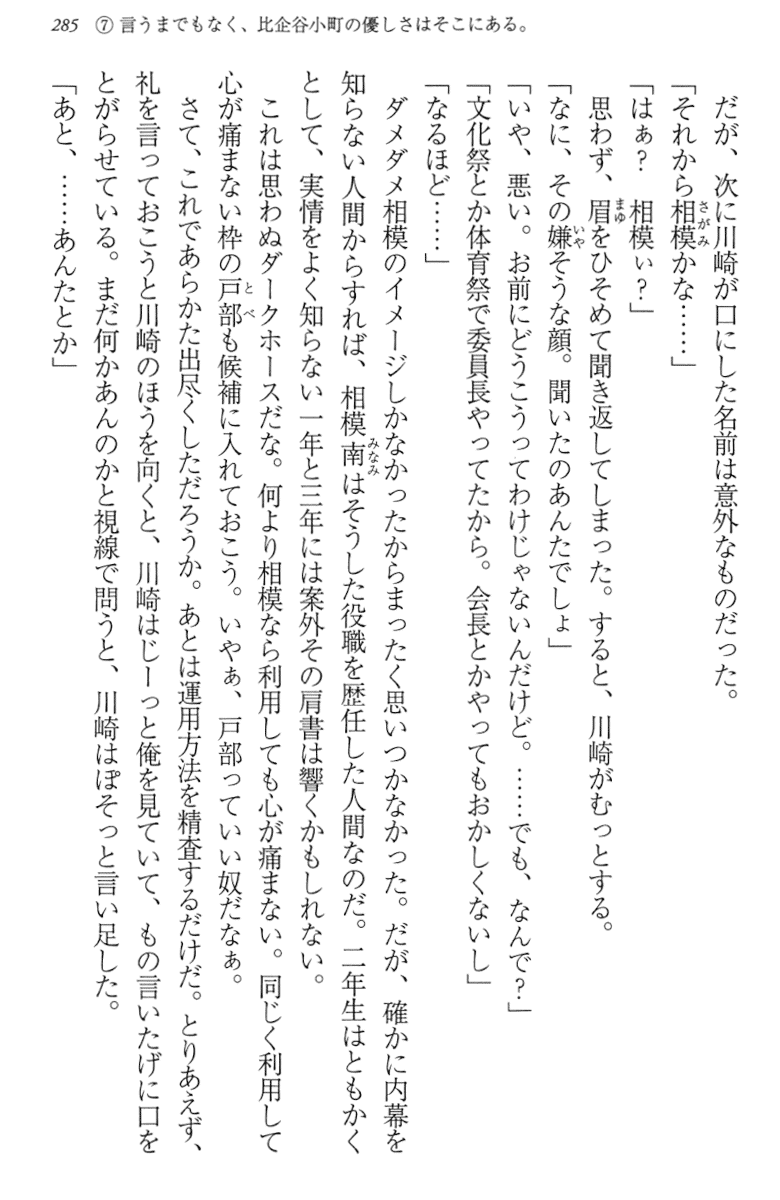 285 ⑦ 言うまでもなく、比企谷小町の優しさはそこにある。
だが、次に川崎が口にした名前は意外なものだった。
「それから相模かな……」
「はぁ？ 相模ぃ？」
思わず、眉をひそめて聞き返してしまった。すると、川崎がむっとする。
「なに、その嫌そうな顔。聞いたのあんたでしょ」
「いや、悪い。お前にどうこうってわけじゃないんだけど。……でも、なんで？」
「文化祭とか体育祭で委員長やってたから。会長とかやってもおかしくないし」
「なるほど……」
ダメダメ相模のイメージしかなかったからまったく思いつかなかった。だが、確かに内幕を
知らない人間からすれば、相模南はそうした役職を歴任した人間なのだ。二年生はともかく
として、実情をよく知らない一年と三年には案外その肩書は響くかもしれない。
これは思わぬダークホースだな。何より相模なら利用しても心が痛まない。同じく利用して
心が痛まない枠の戸部も候補に入れておこう。いやぁ、戸部っていい奴だなぁ。
さて、これであらかた出尽くしただろうか。あとは運用方法を精査するだけだ。とりあえず、
礼を言っておこうと川崎のほうを向くと、川崎はじーっと俺を見ていて、もの言いたげに口を
とがらせている。まだ何かあんのかと視線で問うと、川崎はぽそっと言い足した。
「あと、……あんたとか」